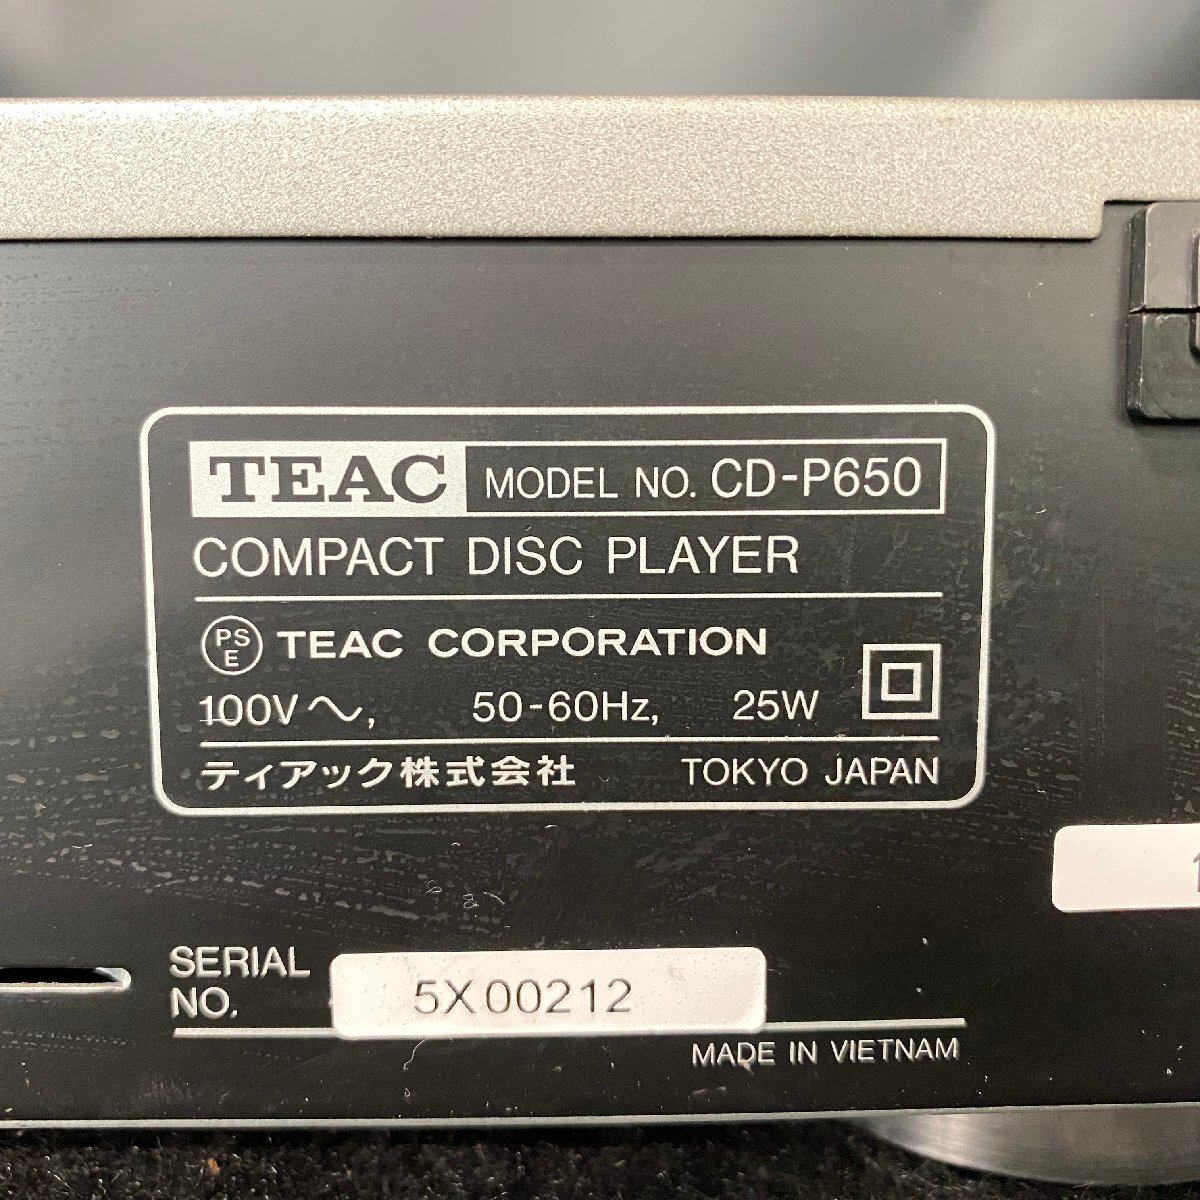 TEAC MODEL NO. CD-P650
COMPACT DISC PLAYER
PSE TEAC CORPORATION
100V～, 50-60Hz, 25W
ティアック株式会社 TOKYO JAPAN
SERIAL NO. 5X00212
MADE IN VIETNAM